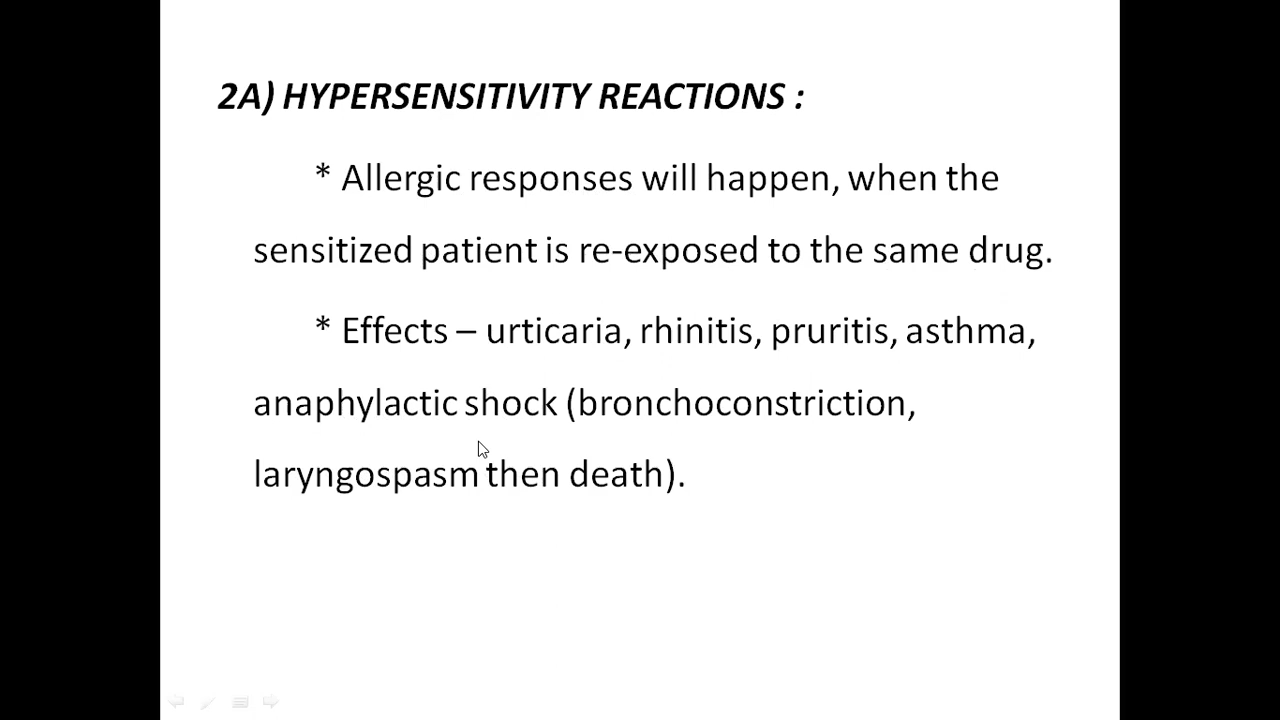 2A) HYPERSENSITIVITY REACTIONS :
* Allergic responses will happen, when the
sensitized patient is re-exposed to the same drug.
* Effects – urticaria, rhinitis, pruritis, asthma,
anaphylactic shock (bronchoconstriction,
laryngospasm then death).